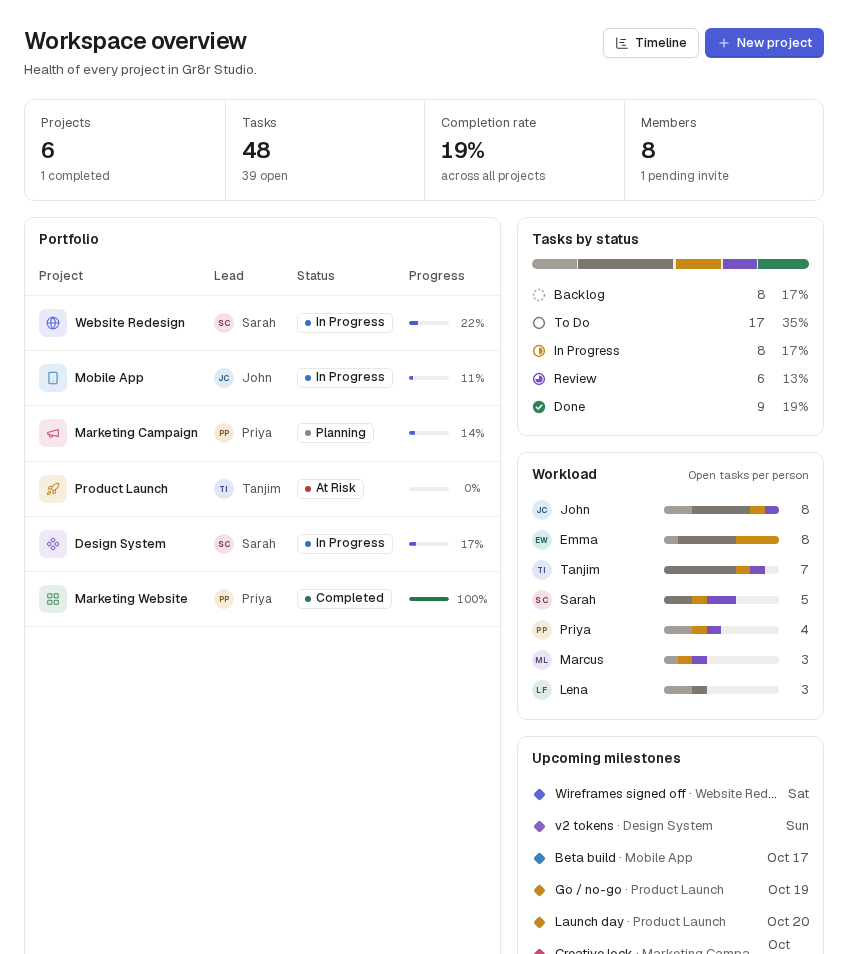 Workspace overview
Health of every project in Gr8r Studio.
Timeline
New project
Projects
6
1 completed
Tasks
48
39 open
Completion rate
19%
across all projects
Members
8
1 pending invite
Portfolio
Project Lead Status Progress
Website Redesign SC Sarah In Progress 22%
Mobile App JC John In Progress 11%
Marketing Campaign PP Priya Planning 14%
Product Launch TI Tanjim At Risk 0%
Design System SC Sarah In Progress 17%
Marketing Website PP Priya Completed 100%
Tasks by status
Backlog 8 17%
To Do 17 35%
In Progress 8 17%
Review 6 13%
Done 9 19%
Workload Open tasks per person
JC John 8
EW Emma 8
TI Tanjim 7
SC Sarah 5
PP Priya 4
ML Marcus 3
LF Lena 3
Upcoming milestones
Wireframes signed off · Website Red... Sat
v2 tokens · Design System Sun
Beta build · Mobile App Oct 17
Go / no-go · Product Launch Oct 19
Launch day · Product Launch Oct 20
Creative lock · Marketing Campa Oct